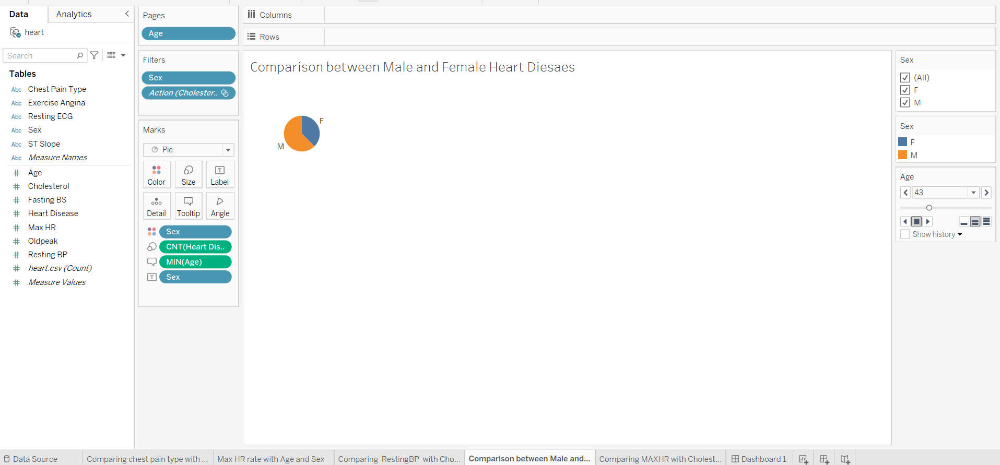 Data
Analytics
heart
Search
Tables
Abc Chest Pain Type
Abc Exercise Angina
Abc Resting ECG
Abc Sex
Abc ST Slope
Abc Measure Names
# Age
# Cholesterol
# Fasting BS
# Heart Disease
# Max HR
# Oldpeak
# Resting BP
# heart.csv (Count)
# Measure Values
Pages
Age
Filters
Sex
Action (Cholester..
Marks
Pie
Color Size T Label
Detail Tooltip Angle
Sex
CNT(Heart Dis..
MIN(Age)
T Sex
Columns
Rows
Comparison between Male and Female Heart Diesaes
F
M
Sex
(All)
F
M
Sex
F
M
Age
43
Show history
Data Source
Comparing chest pain type with ...
Max HR rate with Age and Sex
Comparing RestingBP with Cho...
Comparison between Male and...
Comparing MAXHR with Cholest...
Dashboard 1